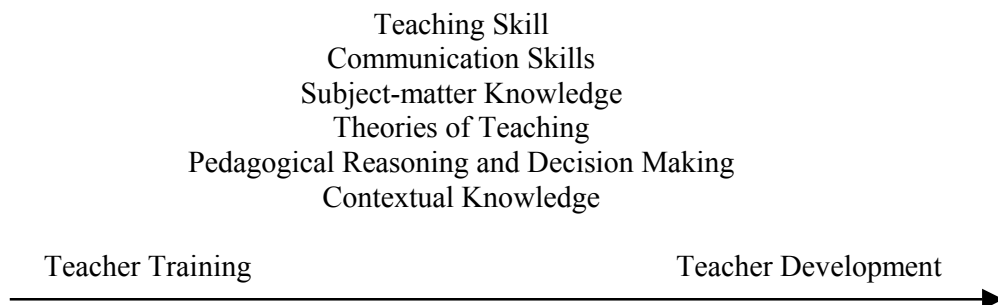 Teaching Skill
Communication Skills
Subject-matter Knowledge
Theories of Teaching
Pedagogical Reasoning and Decision Making
Contextual Knowledge
Teacher Training Teacher Development